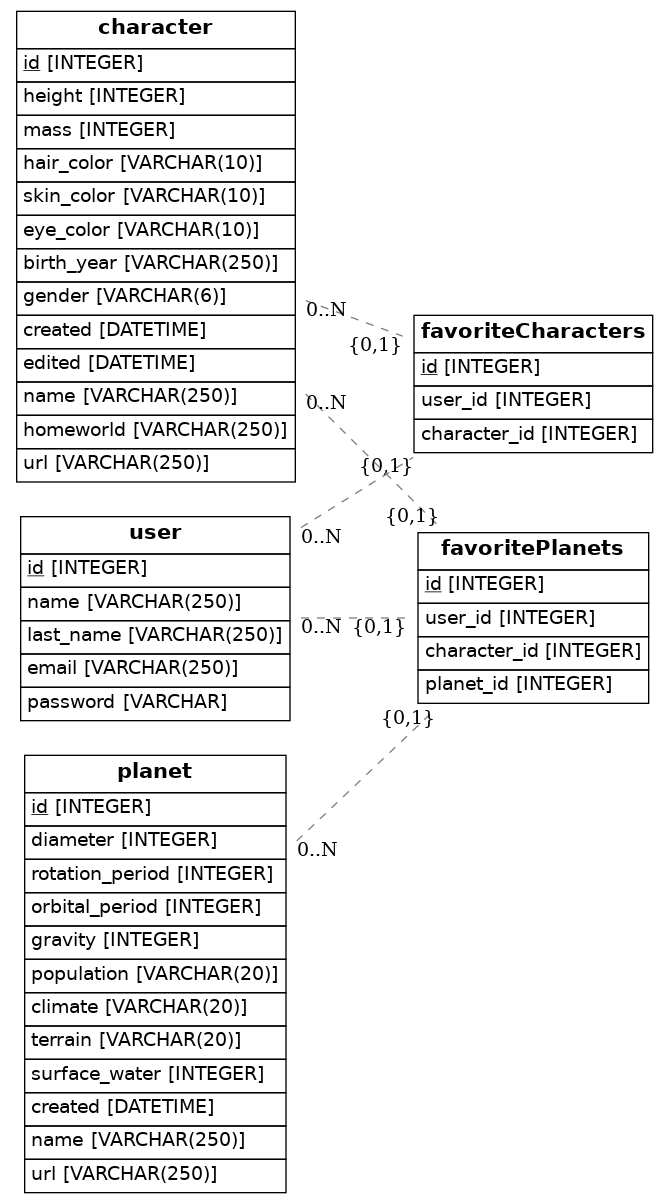 character
id [INTEGER]
height [INTEGER]
mass [INTEGER]
hair_color [VARCHAR(10)]
skin_color [VARCHAR(10)]
eye_color [VARCHAR(10)]
birth_year [VARCHAR(250)]
gender [VARCHAR(6)]
created [DATETIME]
edited [DATETIME]
name [VARCHAR(250)]
homeworld [VARCHAR(250)]
url [VARCHAR(250)]
0..N
{0,1}
0..N
{0,1}
favoriteCharacters
id [INTEGER]
user_id [INTEGER]
character_id [INTEGER]
{0,1}
0..N
user
id [INTEGER]
name [VARCHAR(250)]
last_name [VARCHAR(250)]
email [VARCHAR(250)]
password [VARCHAR]
0..N
{0,1}
favoritePlanets
id [INTEGER]
user_id [INTEGER]
character_id [INTEGER]
planet_id [INTEGER]
{0,1}
0..N
planet
id [INTEGER]
diameter [INTEGER]
rotation_period [INTEGER]
orbital_period [INTEGER]
gravity [INTEGER]
population [VARCHAR(20)]
climate [VARCHAR(20)]
terrain [VARCHAR(20)]
surface_water [INTEGER]
created [DATETIME]
name [VARCHAR(250)]
url [VARCHAR(250)]